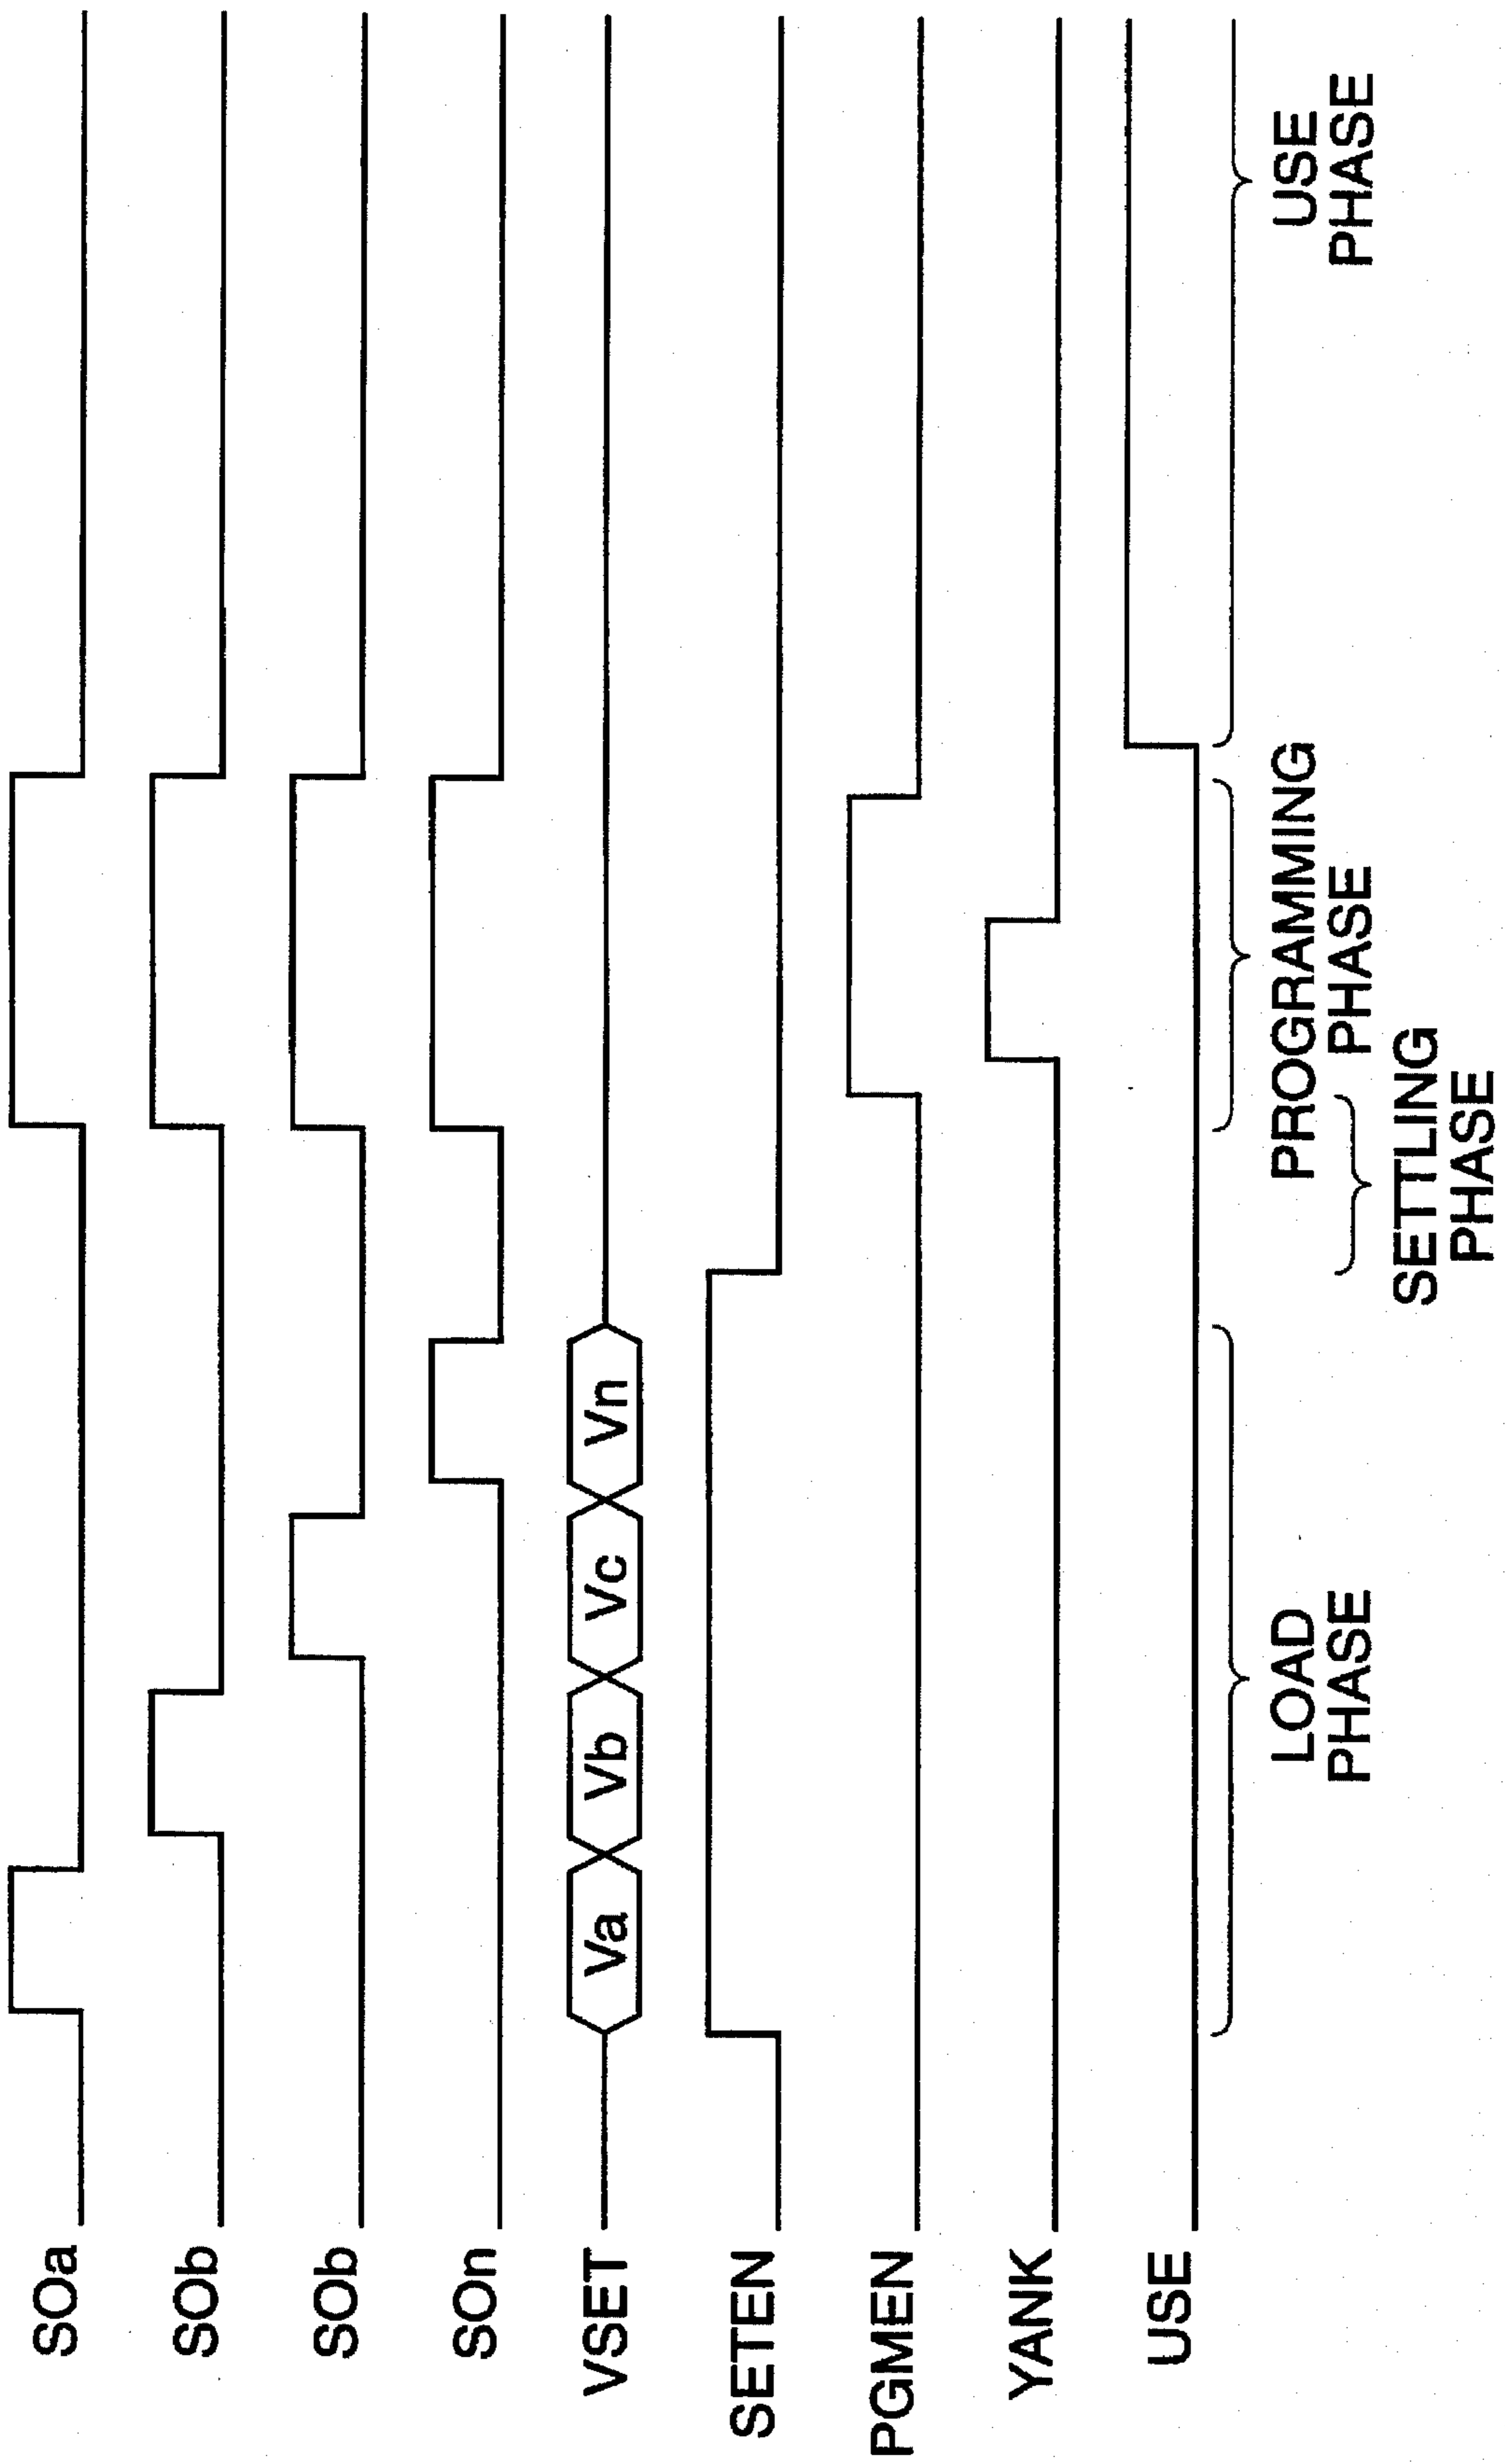 SOa
SOb
SOb
SOn
VSET
Va Vb Vc Vn
SETEN
PGMEN
YANK
USE
LOAD
PHASE
SETTLING
PHASE
PROGRAMMING
PHASE
USE
PHASE